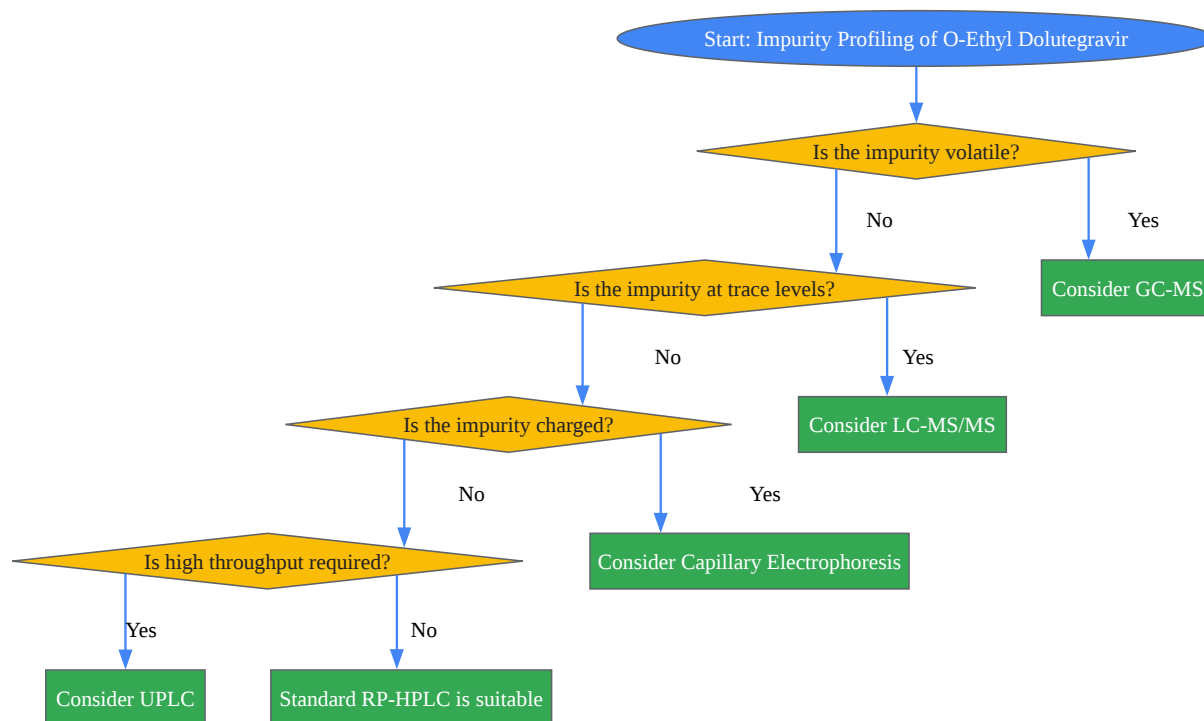 Start: Impurity Profiling of O-Ethyl Dolutegravir
Is the impurity volatile?
No
Yes
Is the impurity at trace levels?
Consider GC-MS
No
Yes
Is the impurity charged?
Consider LC-MS/MS
No
Yes
Is high throughput required?
Consider Capillary Electrophoresis
Yes
No
Consider UPLC
Standard RP-HPLC is suitable